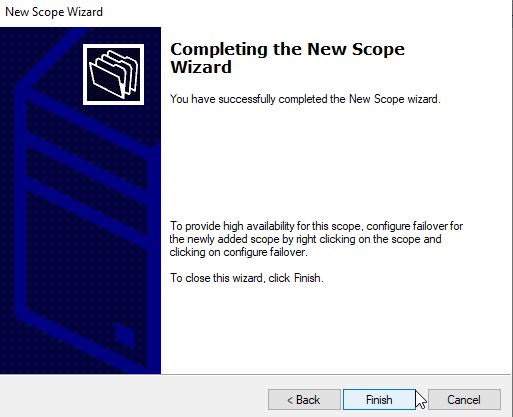 New Scope Wizard
Completing the New Scope
Wizard
You have successfully completed the New Scope wizard.
To provide high availability for this scope, configure failover for
the newly added scope by right clicking on the scope and
clicking on configure failover.
To close this wizard, click Finish.
< Back
Finish
Cancel